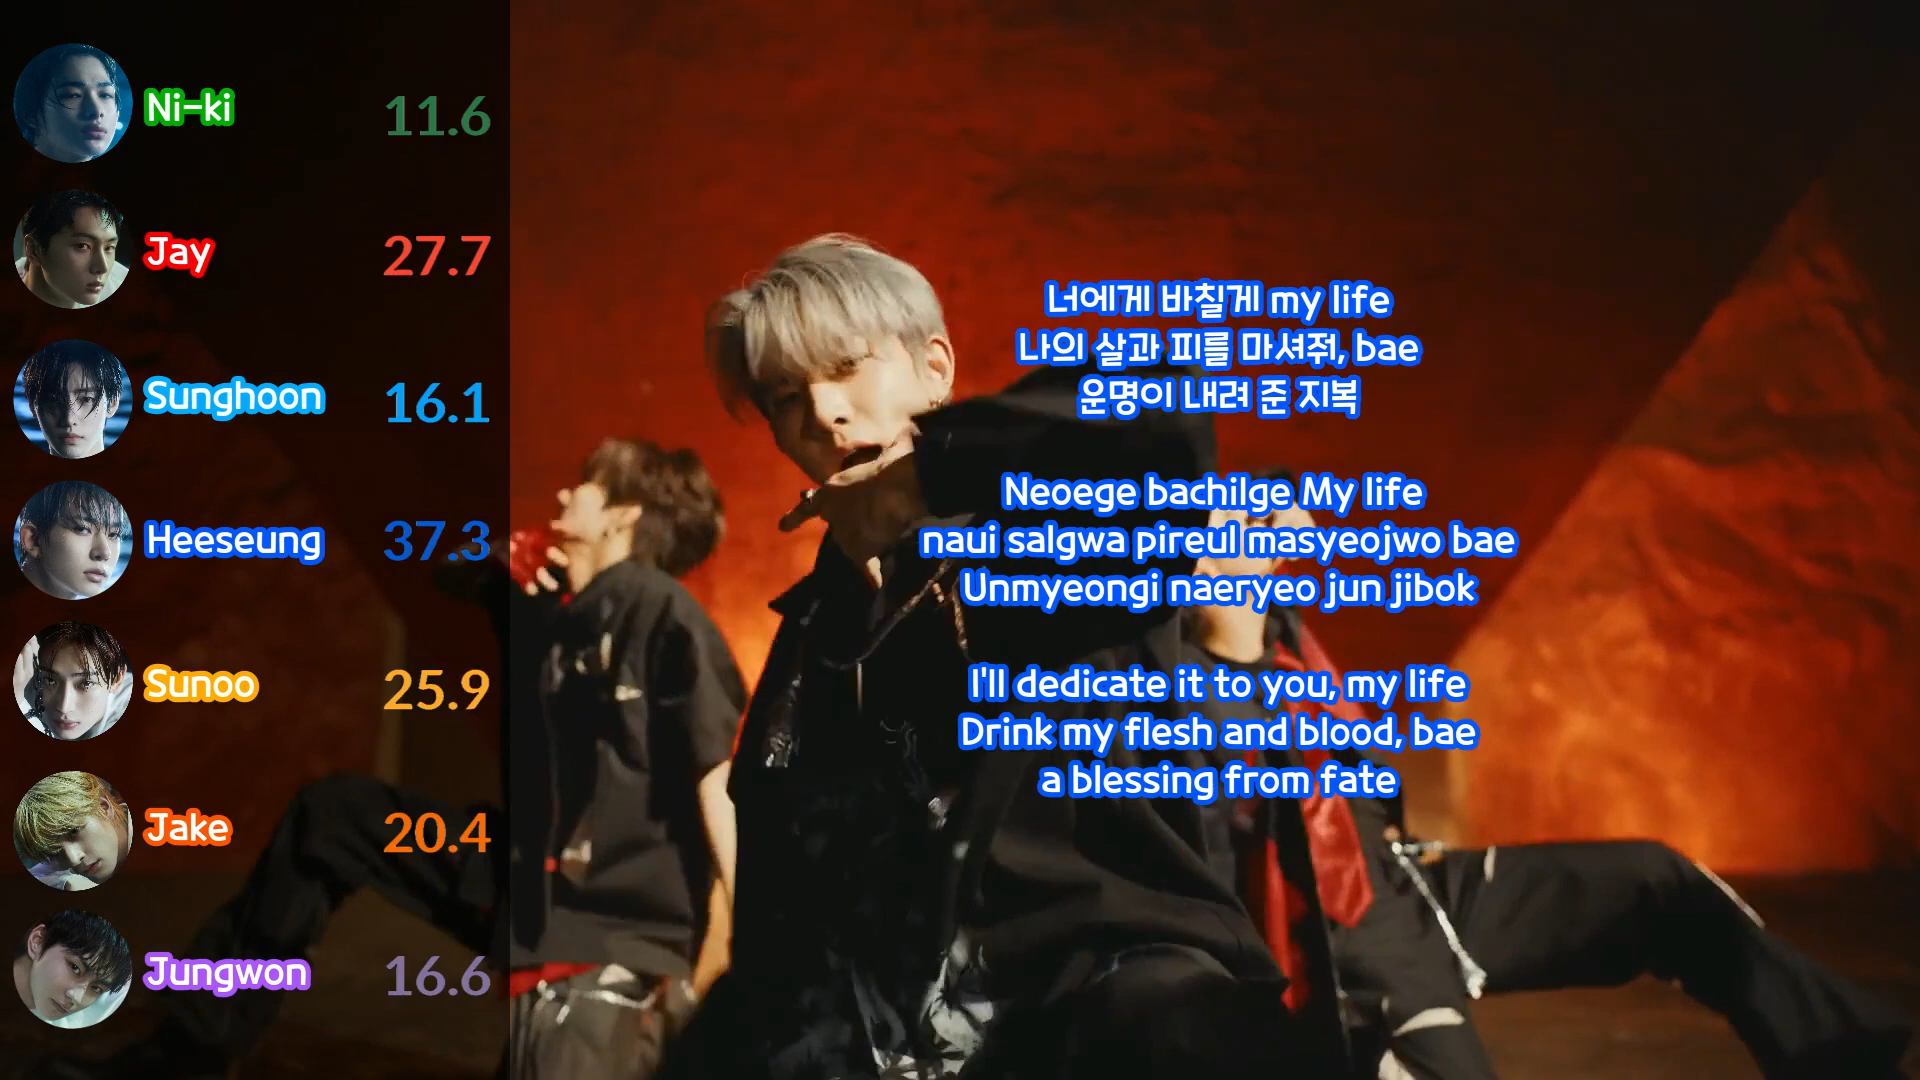 Ni-ki 11.6
Jay 27.7
Sunghoon 16.1
Heeseung 37.3
Sunoo 25.9
Jake 20.4
Jungwon 16.6
너에게 바칠게 my life
나의 살과 피를 마셔줘, bae
운명이 내려 준 지복
Neoege bachilge My life
naui salgwa pireul masyeojwo bae
Unmyeongi naeryeo jun jibok
I'll dedicate it to you, my life
Drink my flesh and blood, bae
a blessing from fate